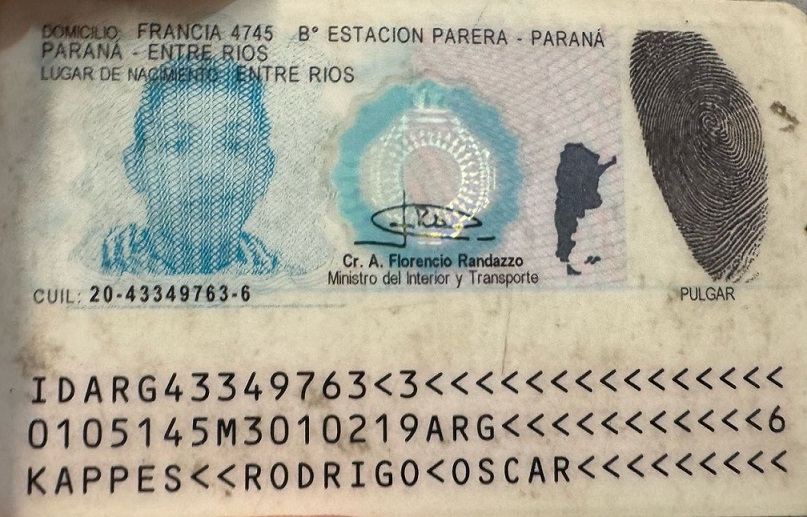 DOMICILIO: FRANCIA 4745 B° ESTACION PARERA - PARANÁ
PARANÁ - ENTRE RIOS
LUGAR DE NACIMIENTO: ENTRE RIOS
Cr. A. Florencio Randazzo
Ministro del Interior y Transporte
CUIL: 20-43349763-6
PULGAR
IDARG43349763<3<<<<<<<<<<<<<<<
0105145M3010219ARG<<<<<<<<<<<6
KAPPES<<RODRIGO<OSCAR<<<<<<<<<